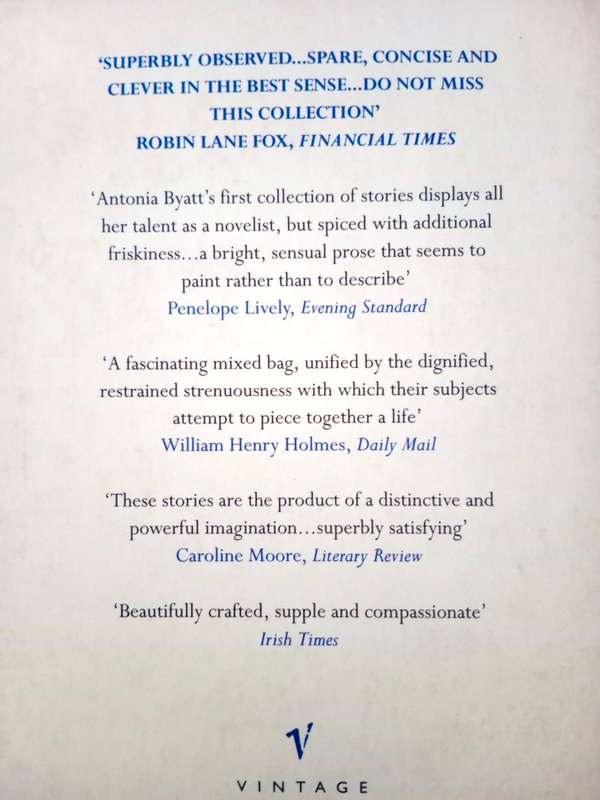 ‘SUPERBLY OBSERVED...SPARE, CONCISE AND
CLEVER IN THE BEST SENSE...DO NOT MISS
THIS COLLECTION’
ROBIN LANE FOX, FINANCIAL TIMES
‘Antonia Byatt’s first collection of stories displays all
her talent as a novelist, but spiced with additional
friskiness...a bright, sensual prose that seems to
paint rather than to describe’
Penelope Lively, Evening Standard
‘A fascinating mixed bag, unified by the dignified,
restrained strenuousness with which their subjects
attempt to piece together a life’
William Henry Holmes, Daily Mail
‘These stories are the product of a distinctive and
powerful imagination...superbly satisfying’
Caroline Moore, Literary Review
‘Beautifully crafted, supple and compassionate’
Irish Times
V
VINTAGE